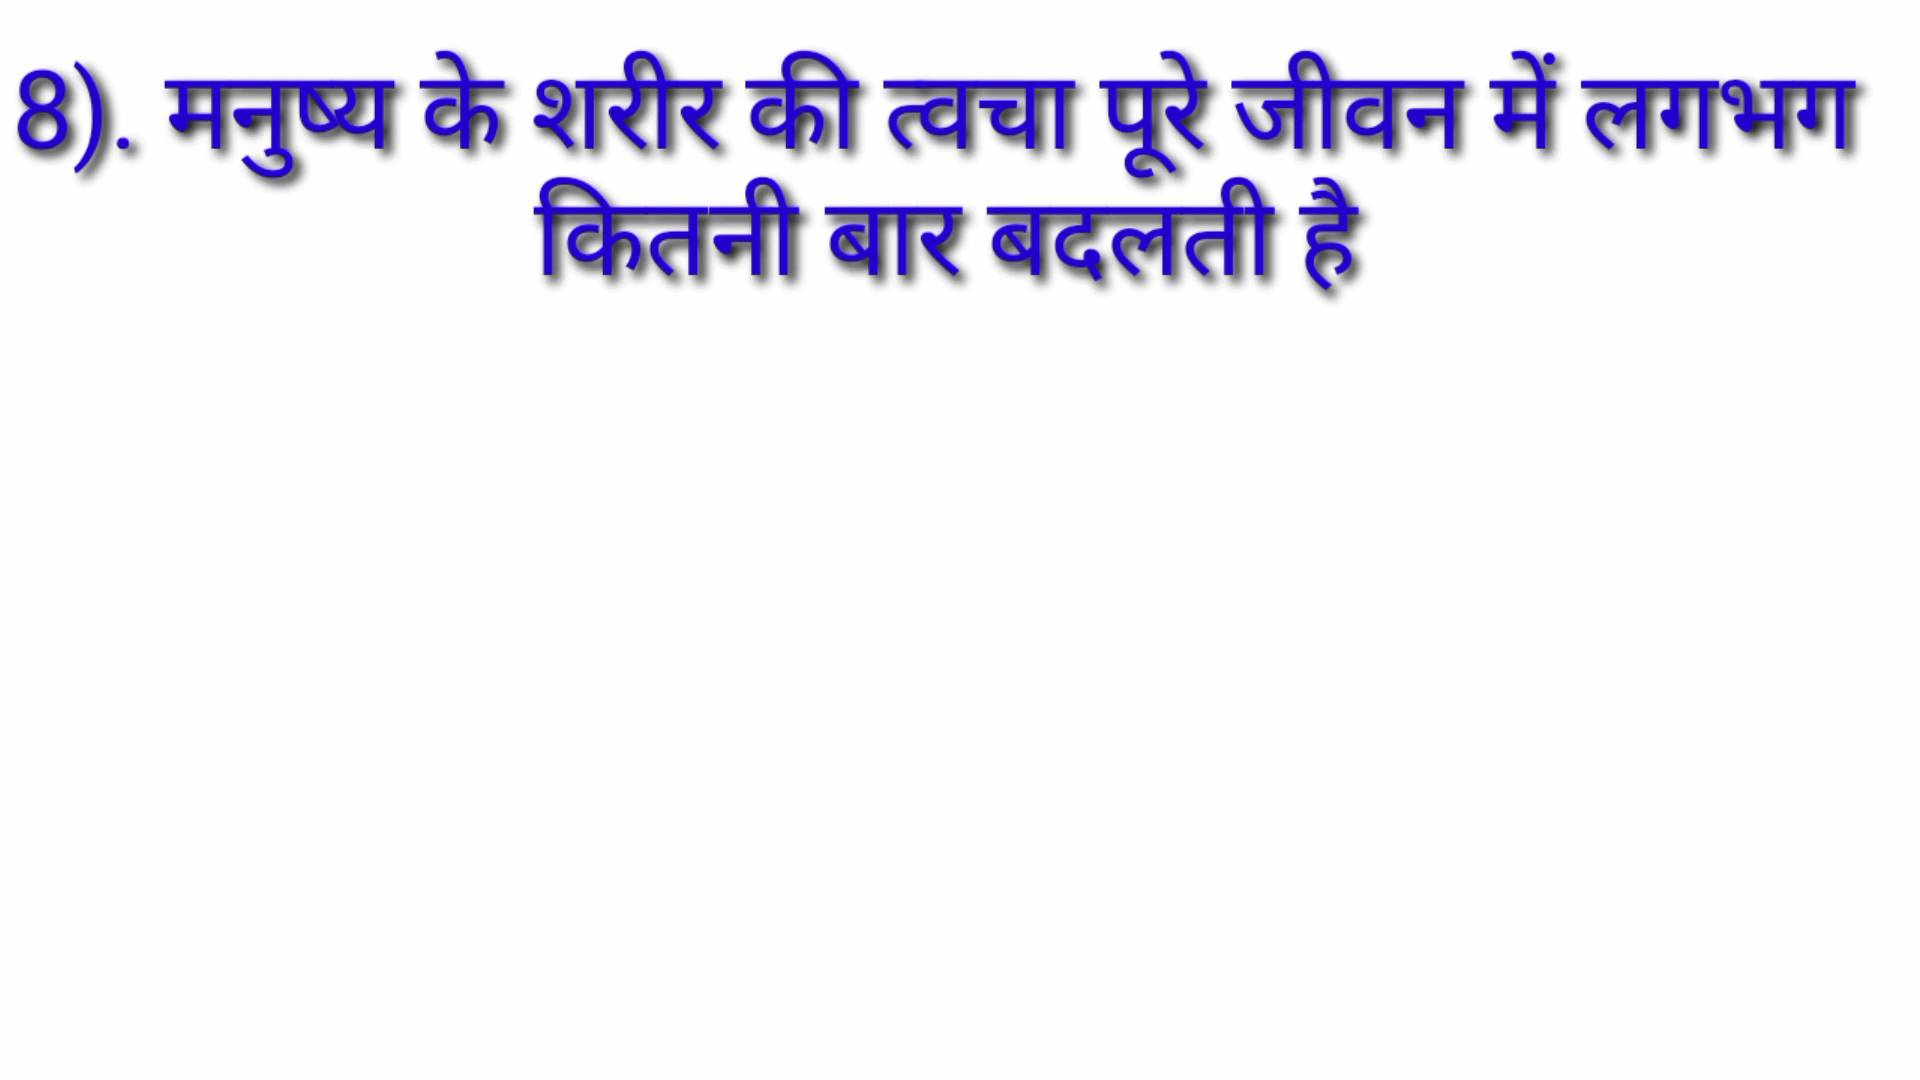 8). मनुष्य के शरीर की त्वचा पूरे जीवन में लगभग
कितनी बार बदलती है